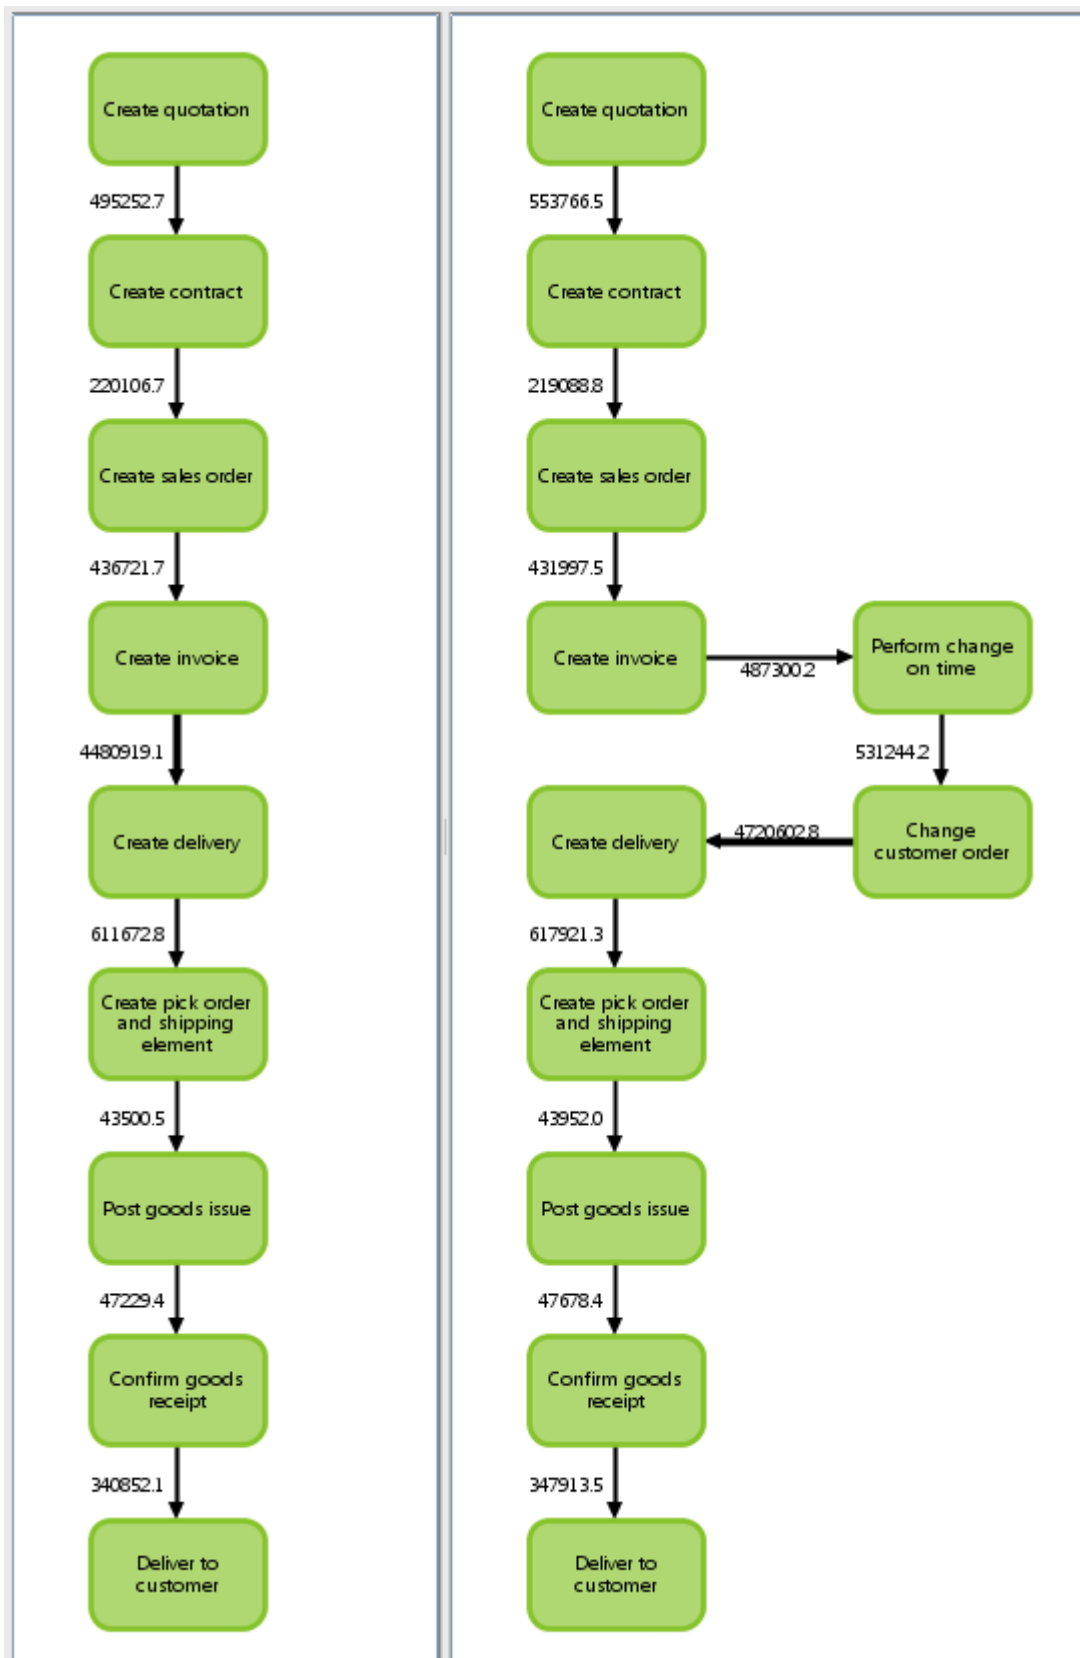 Create quotation
495252.7
Create contract
220106.7
Create sales order
436721.7
Create invoice
4480919.1
Create delivery
611672.8
Create pick order
and shipping
element
43500.5
Post goods issue
47229.4
Confirm goods
receipt
340852.1
Deliver to
customer
Create quotation
553766.5
Create contract
219088.8
Create sales order
431997.5
Create invoice
487300.2
Perform change
on time
531244.2
Change
customer order
4720602.8
Create delivery
617921.3
Create pick order
and shipping
element
43952.0
Post goods issue
47678.4
Confirm goods
receipt
347913.5
Deliver to
customer